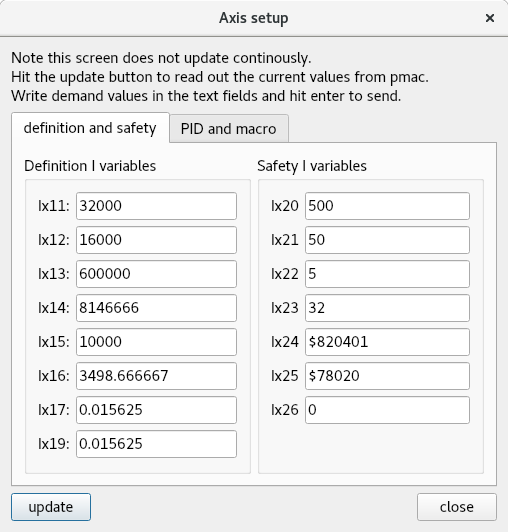 Axis setup
×
Note this screen does not update continously.
Hit the update button to read out the current values from pmac.
Write demand values in the text fields and hit enter to send.
definition and safety
PID and macro
Definition I variables
Ix11: 32000
Ix12: 16000
Ix13: 600000
Ix14: 8146666
Ix15: 10000
Ix16: 3498.666667
Ix17: 0.015625
Ix19: 0.015625
Safety I variables
Ix20 500
Ix21 50
Ix22 5
Ix23 32
Ix24 $820401
Ix25 $78020
Ix26 0
update
close